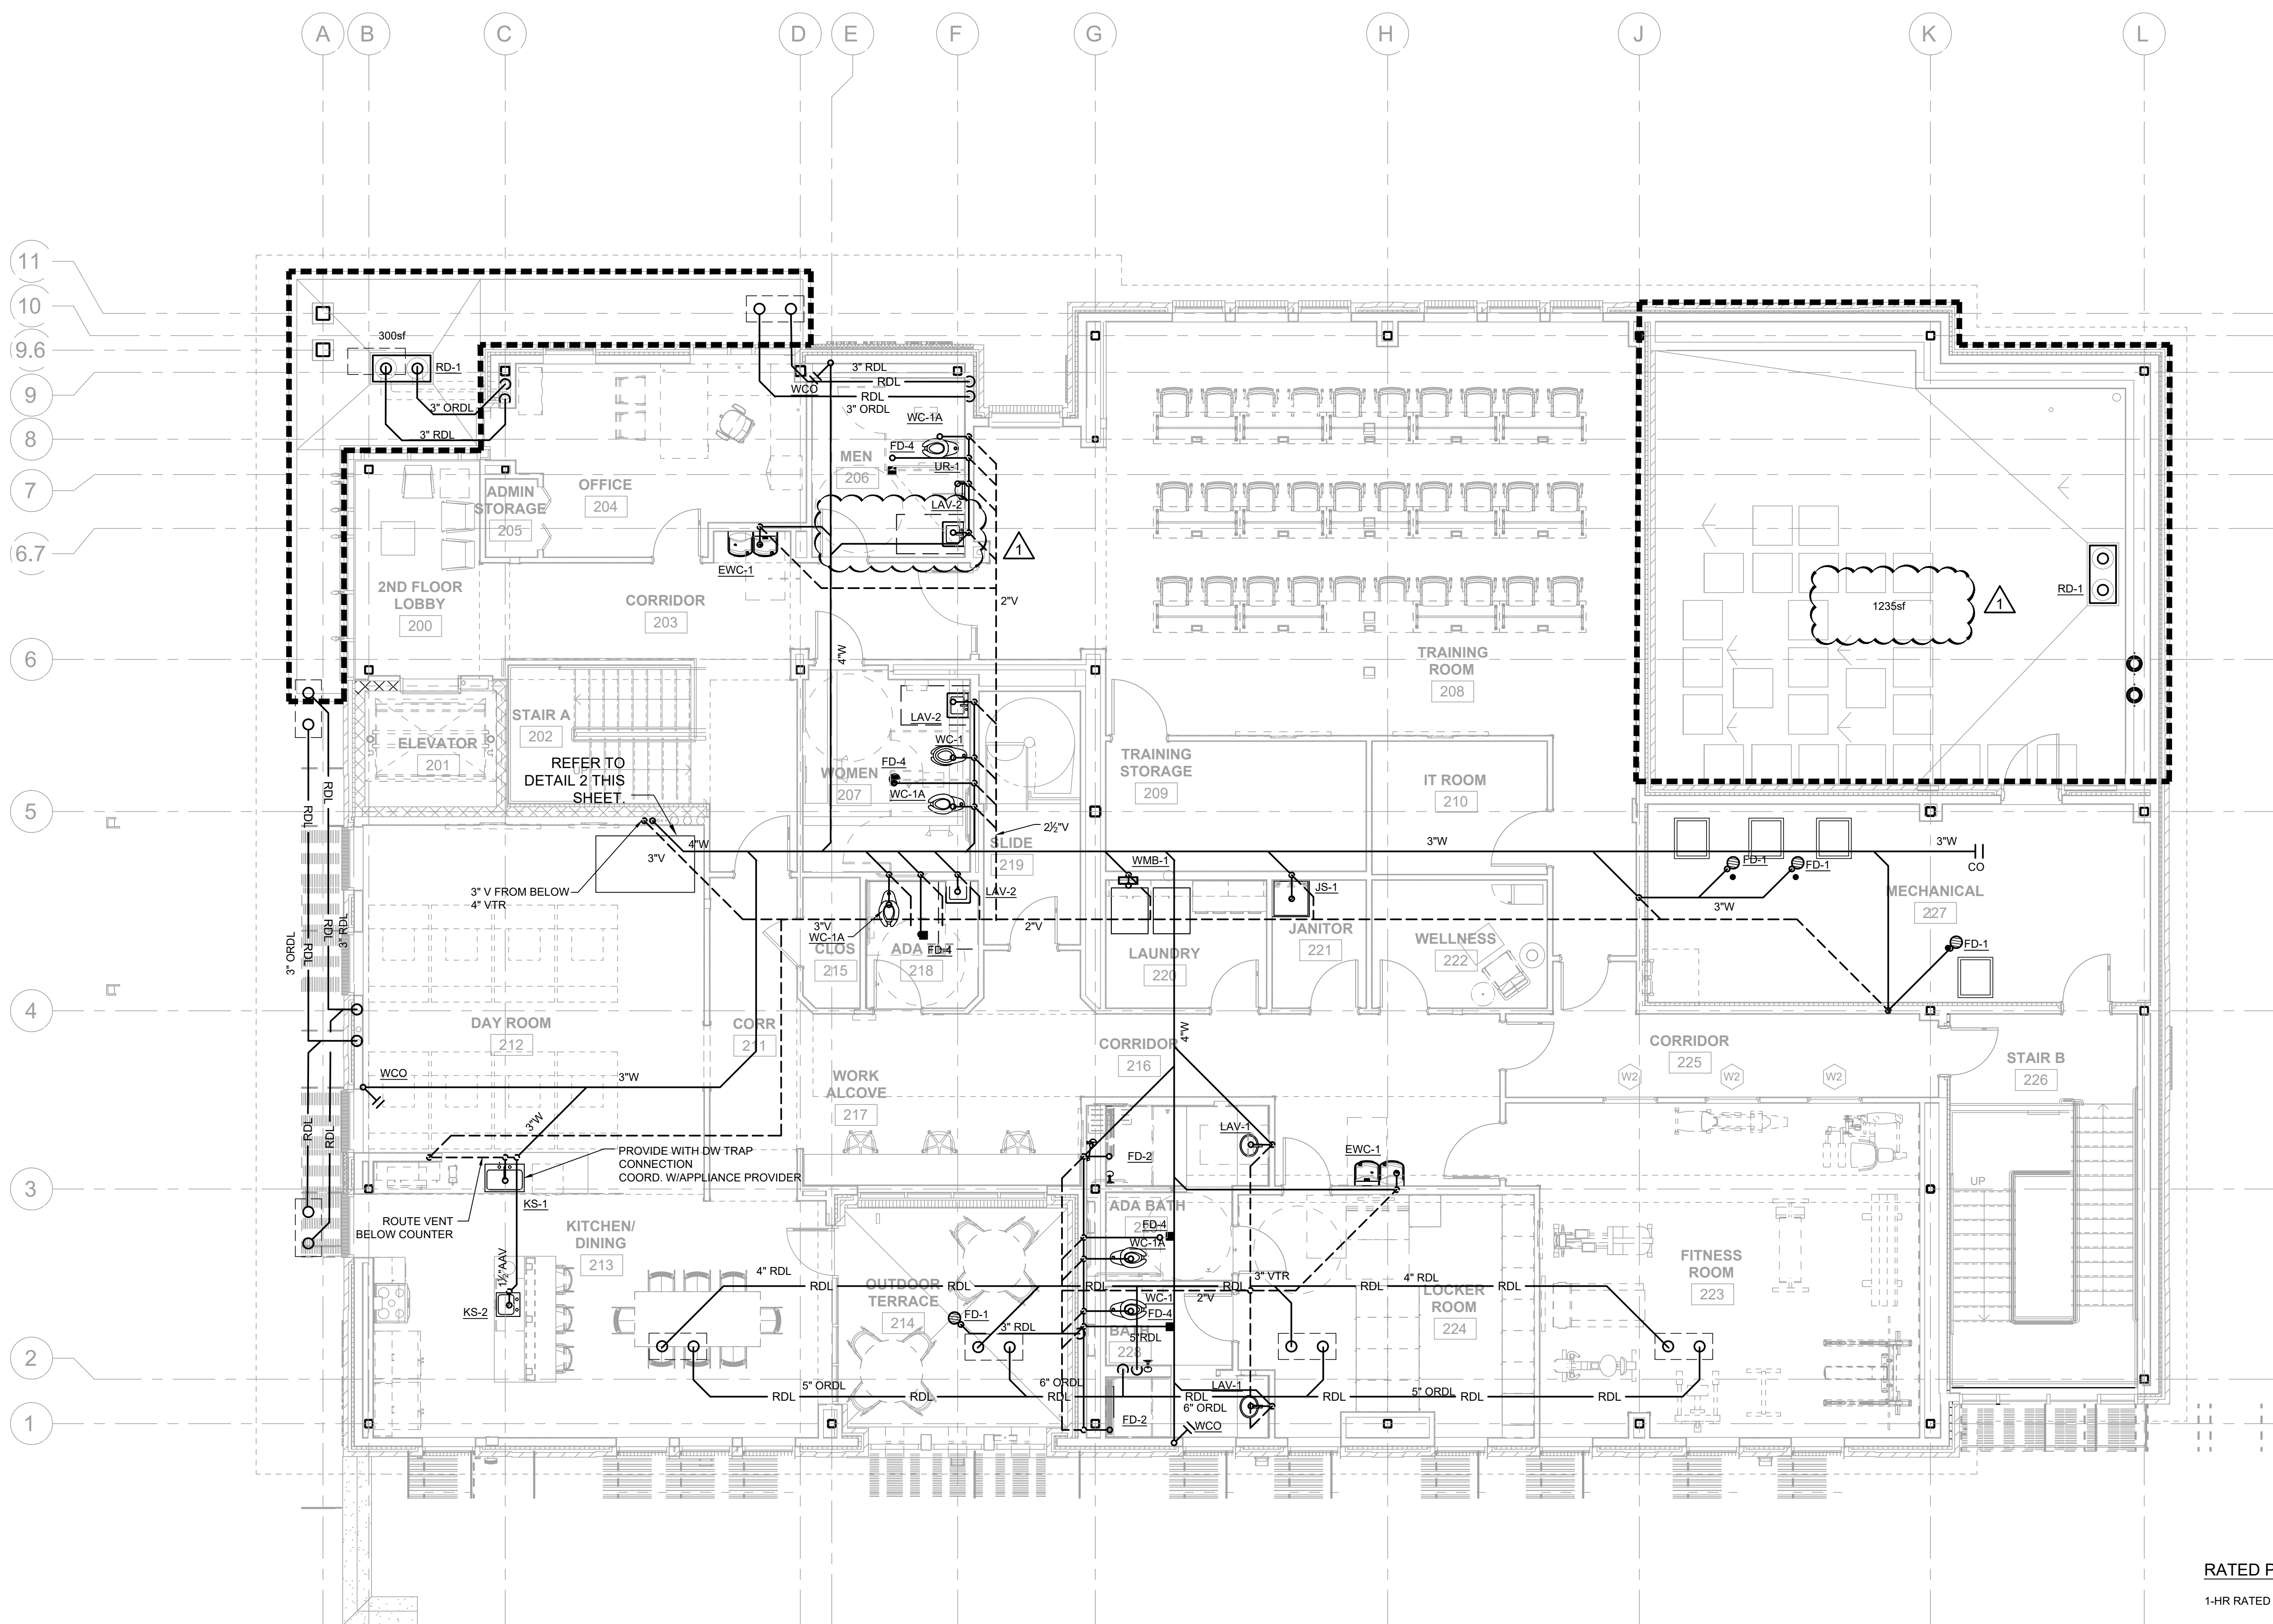 A B C D E F G H J K L
11
10
9.6
9
8
7
6.7
6
5
4
3
2
1
300sf
RD-1
3" ORDL
3" RDL
3" RDL
RDL
WCO
RDL
3" ORDL
WC-1A
FD-4
MEN
206
UR-1
LAV-2
1
OFFICE
204
ADMIN
STORAGE
205
EWC-1
2ND FLOOR
LOBBY
200
CORRIDOR
203
2"V
4"W
1235sf
1
RD-1
TRAINING
ROOM
208
STAIR A
202
ELEVATOR
201
UP
REFER TO
DETAIL 2 THIS
SHEET.
LAV-2
WC-1
FD-4
WOMEN
207
WC-1A
TRAINING
STORAGE
209
IT ROOM
210
2½"V
SLIDE
219
4"W
3"V
3" V FROM BELOW
4" VTR
WMB-1
3"W
3"W
CO
FD-1
FD-1
MECHANICAL
227
3"W
FD-1
LAV-2
JS-1
3"V
WC-1A
CLOS
215
ADA
FD-4
218
2"V
LAUNDRY
220
JANITOR
221
WELLNESS
222
RDL
RDL
RDL
RDL
3" ORDL
3" RDL
DAY ROOM
212
CORR
211
WCO
3"W
3"W
WORK
ALCOVE
217
CORRIDOR
216
4"W
CORRIDOR
225
W2
W2
W2
STAIR B
226
RDL
RDL
PROVIDE WITH DW TRAP
CONNECTION
COORD. W/APPLIANCE PROVIDER
KS-1
ROUTE VENT
BELOW COUNTER
KITCHEN/
DINING
213
1½"AAV
KS-2
LAV-1
FD-2
EWC-1
ADA BATH
FD-4
WC-1A
UP
FITNESS
ROOM
223
4" RDL
RDL
OUTDOOR
TERRACE
214
RDL
RDL
RDL
3" VTR
RDL
4" RDL
RDL
RDL
FD-1
3" RDL
WC-1
2"V
FD-4
BATH
228
5"RDL
LOCKER
ROOM
224
5" ORDL
RDL
RDL
6" ORDL
RDL
LAV-1
RDL
6" ORDL
RDL
5" ORDL
RDL
RDL
FD-2
WCO
RATED P
1-HR RATED